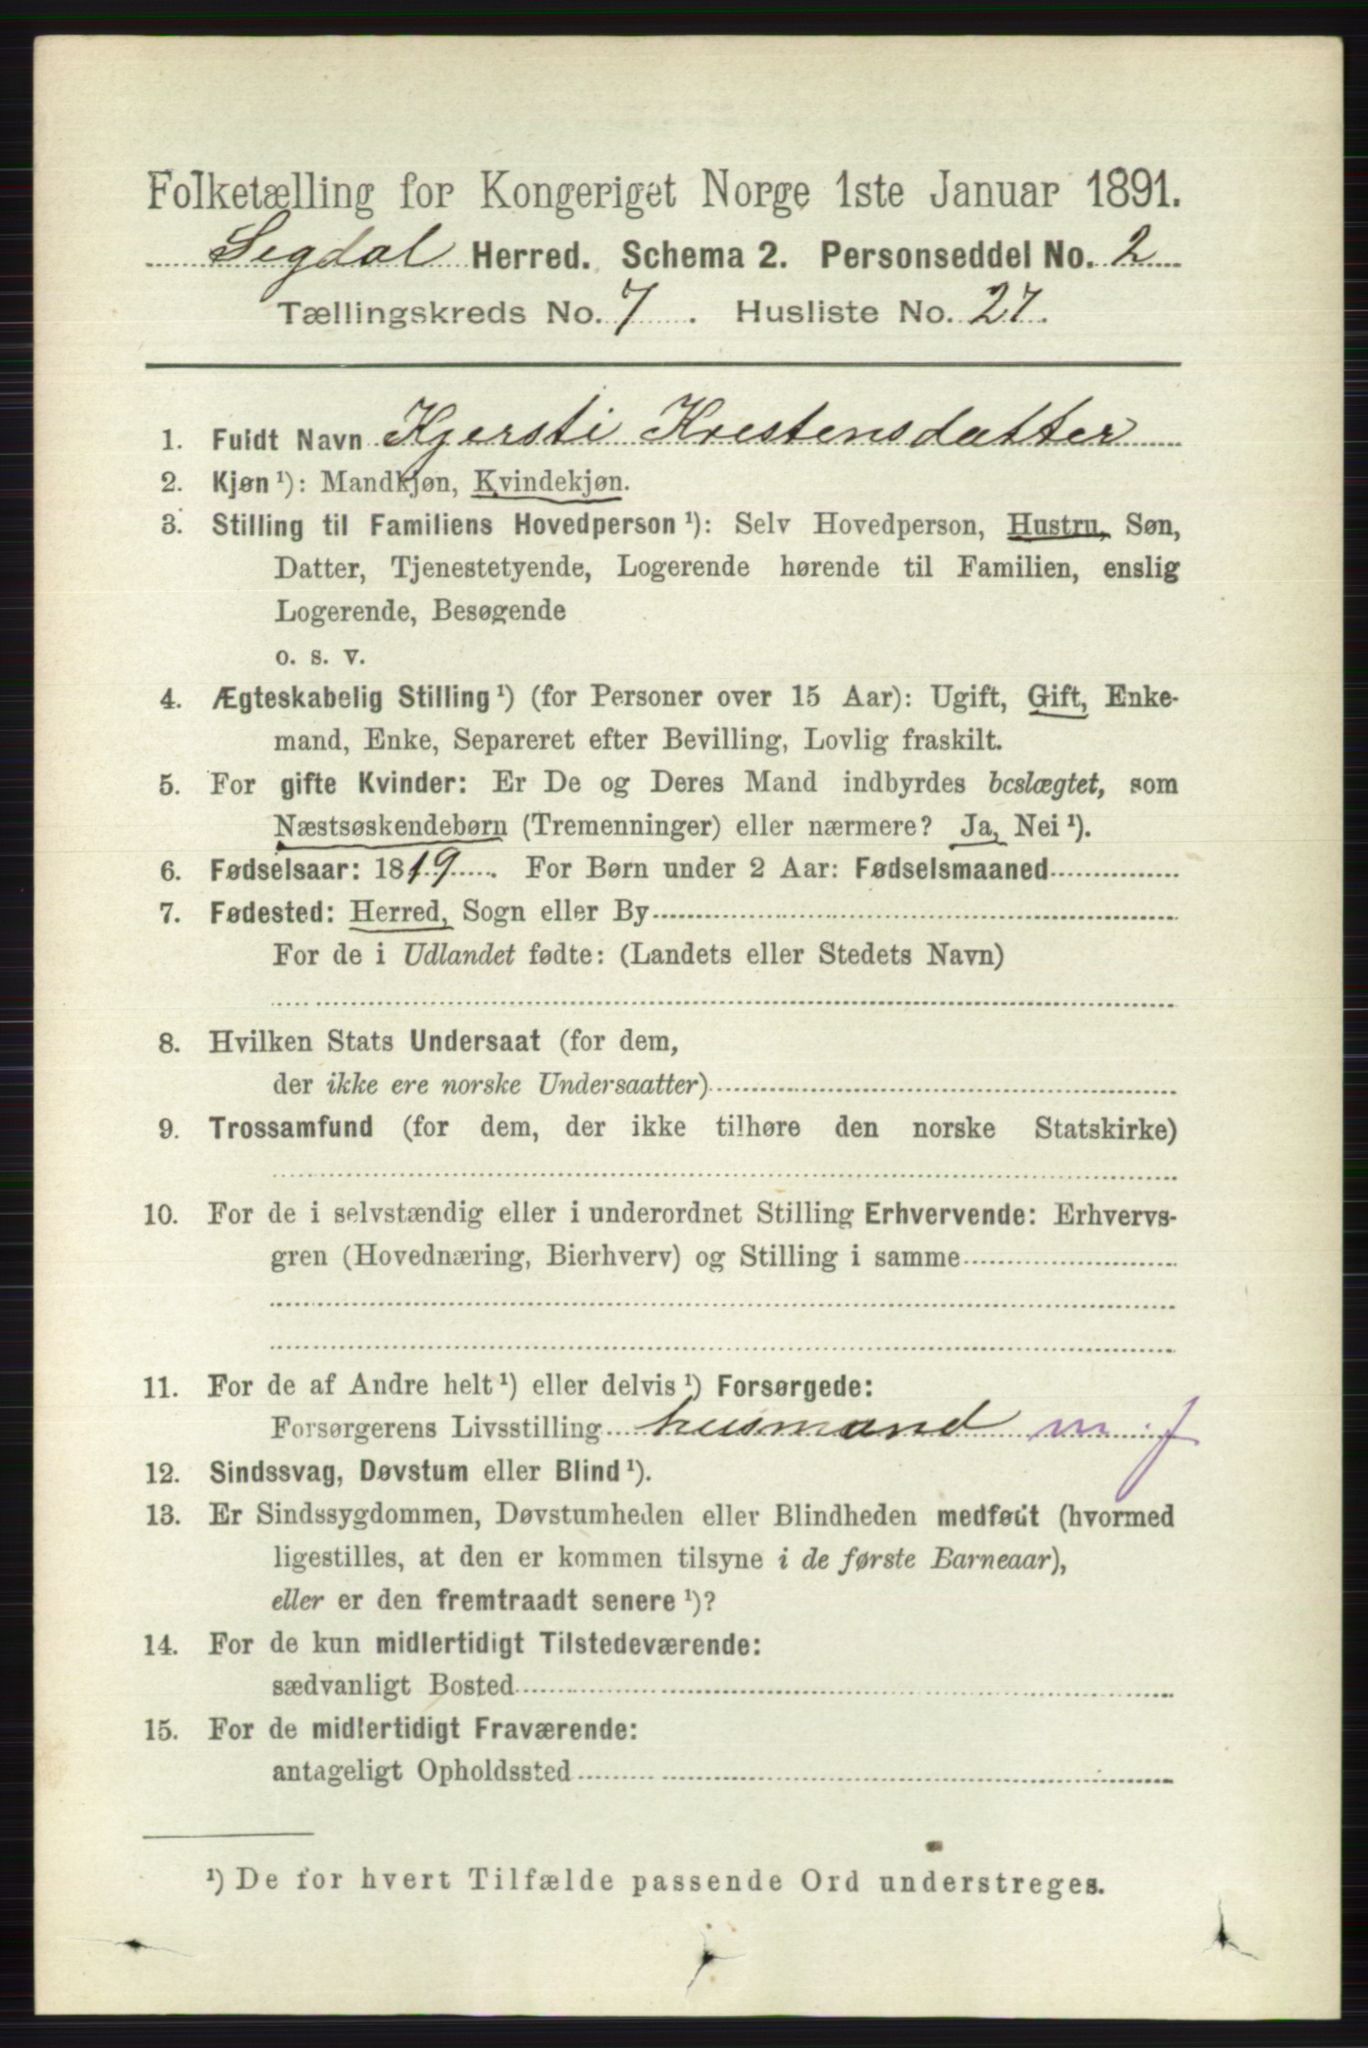 Folketælling for Kongeriget Norge 1ste Januar 1891.
Sigdal Herred. Schema 2. Personseddel No. 2
Tællingskreds No. 7. Husliste No. 27.
1. Fuldt Navn Kjersti Kristensdatter
2. Kjøn ¹): Mandkjøn, Kvindekjøn.
3. Stilling til Familiens Hovedperson ¹): Selv Hovedperson, Hustru, Søn,
Datter, Tjenestetyende, Logerende hørende til Familien, enslig
Logerende, Besøgende
o. s. v.
4. Ægteskabelig Stilling ¹) (for Personer over 15 Aar): Ugift, Gift, Enke-
mand, Enke, Separeret efter Bevilling, Lovlig fraskilt.
5. For gifte Kvinder: Er De og Deres Mand indbyrdes beslægtet, som
Næstsøskendebørn (Tremenninger) eller nærmere? Ja, Nei ¹).
6. Fødselsaar: 1819. For Børn under 2 Aar: Fødselsmaaned
7. Fødested: Herred, Sogn eller By
For de i Udlandet fødte: (Landets eller Stedets Navn)
8. Hvilken Stats Undersaat (for dem,
der ikke ere norske Undersaatter)
9. Trossamfund (for dem, der ikke tilhøre den norske Statskirke)
10. For de i selvstændig eller i underordnet Stilling Erhvervende: Erhvervs-
gren (Hovednæring, Bierhverv) og Stilling i samme
11. For de af Andre helt ¹) eller delvis ¹) Forsørgede:
Forsørgerens Livsstilling husmand m. j
12. Sindssvag, Døvstum eller Blind ¹).
13. Er Sindssygdommen, Døvstumheden eller Blindheden medfødt (hvormed
ligestilles, at den er kommen tilsyne i de første Barneaar),
eller er den fremtraadt senere ¹)?
14. For de kun midlertidigt Tilstedeværende:
sædvanligt Bosted
15. For de midlertidigt Fraværende:
antageligt Opholdssted
¹) De for hvert Tilfælde passende Ord understreges.